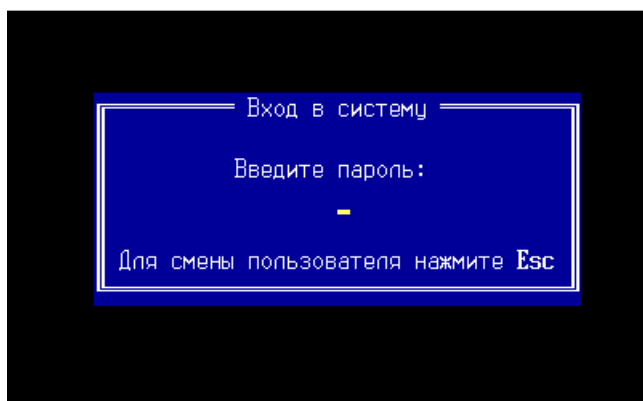 Вход в систему
Введите пароль:
Для смены пользователя нажмите Esc